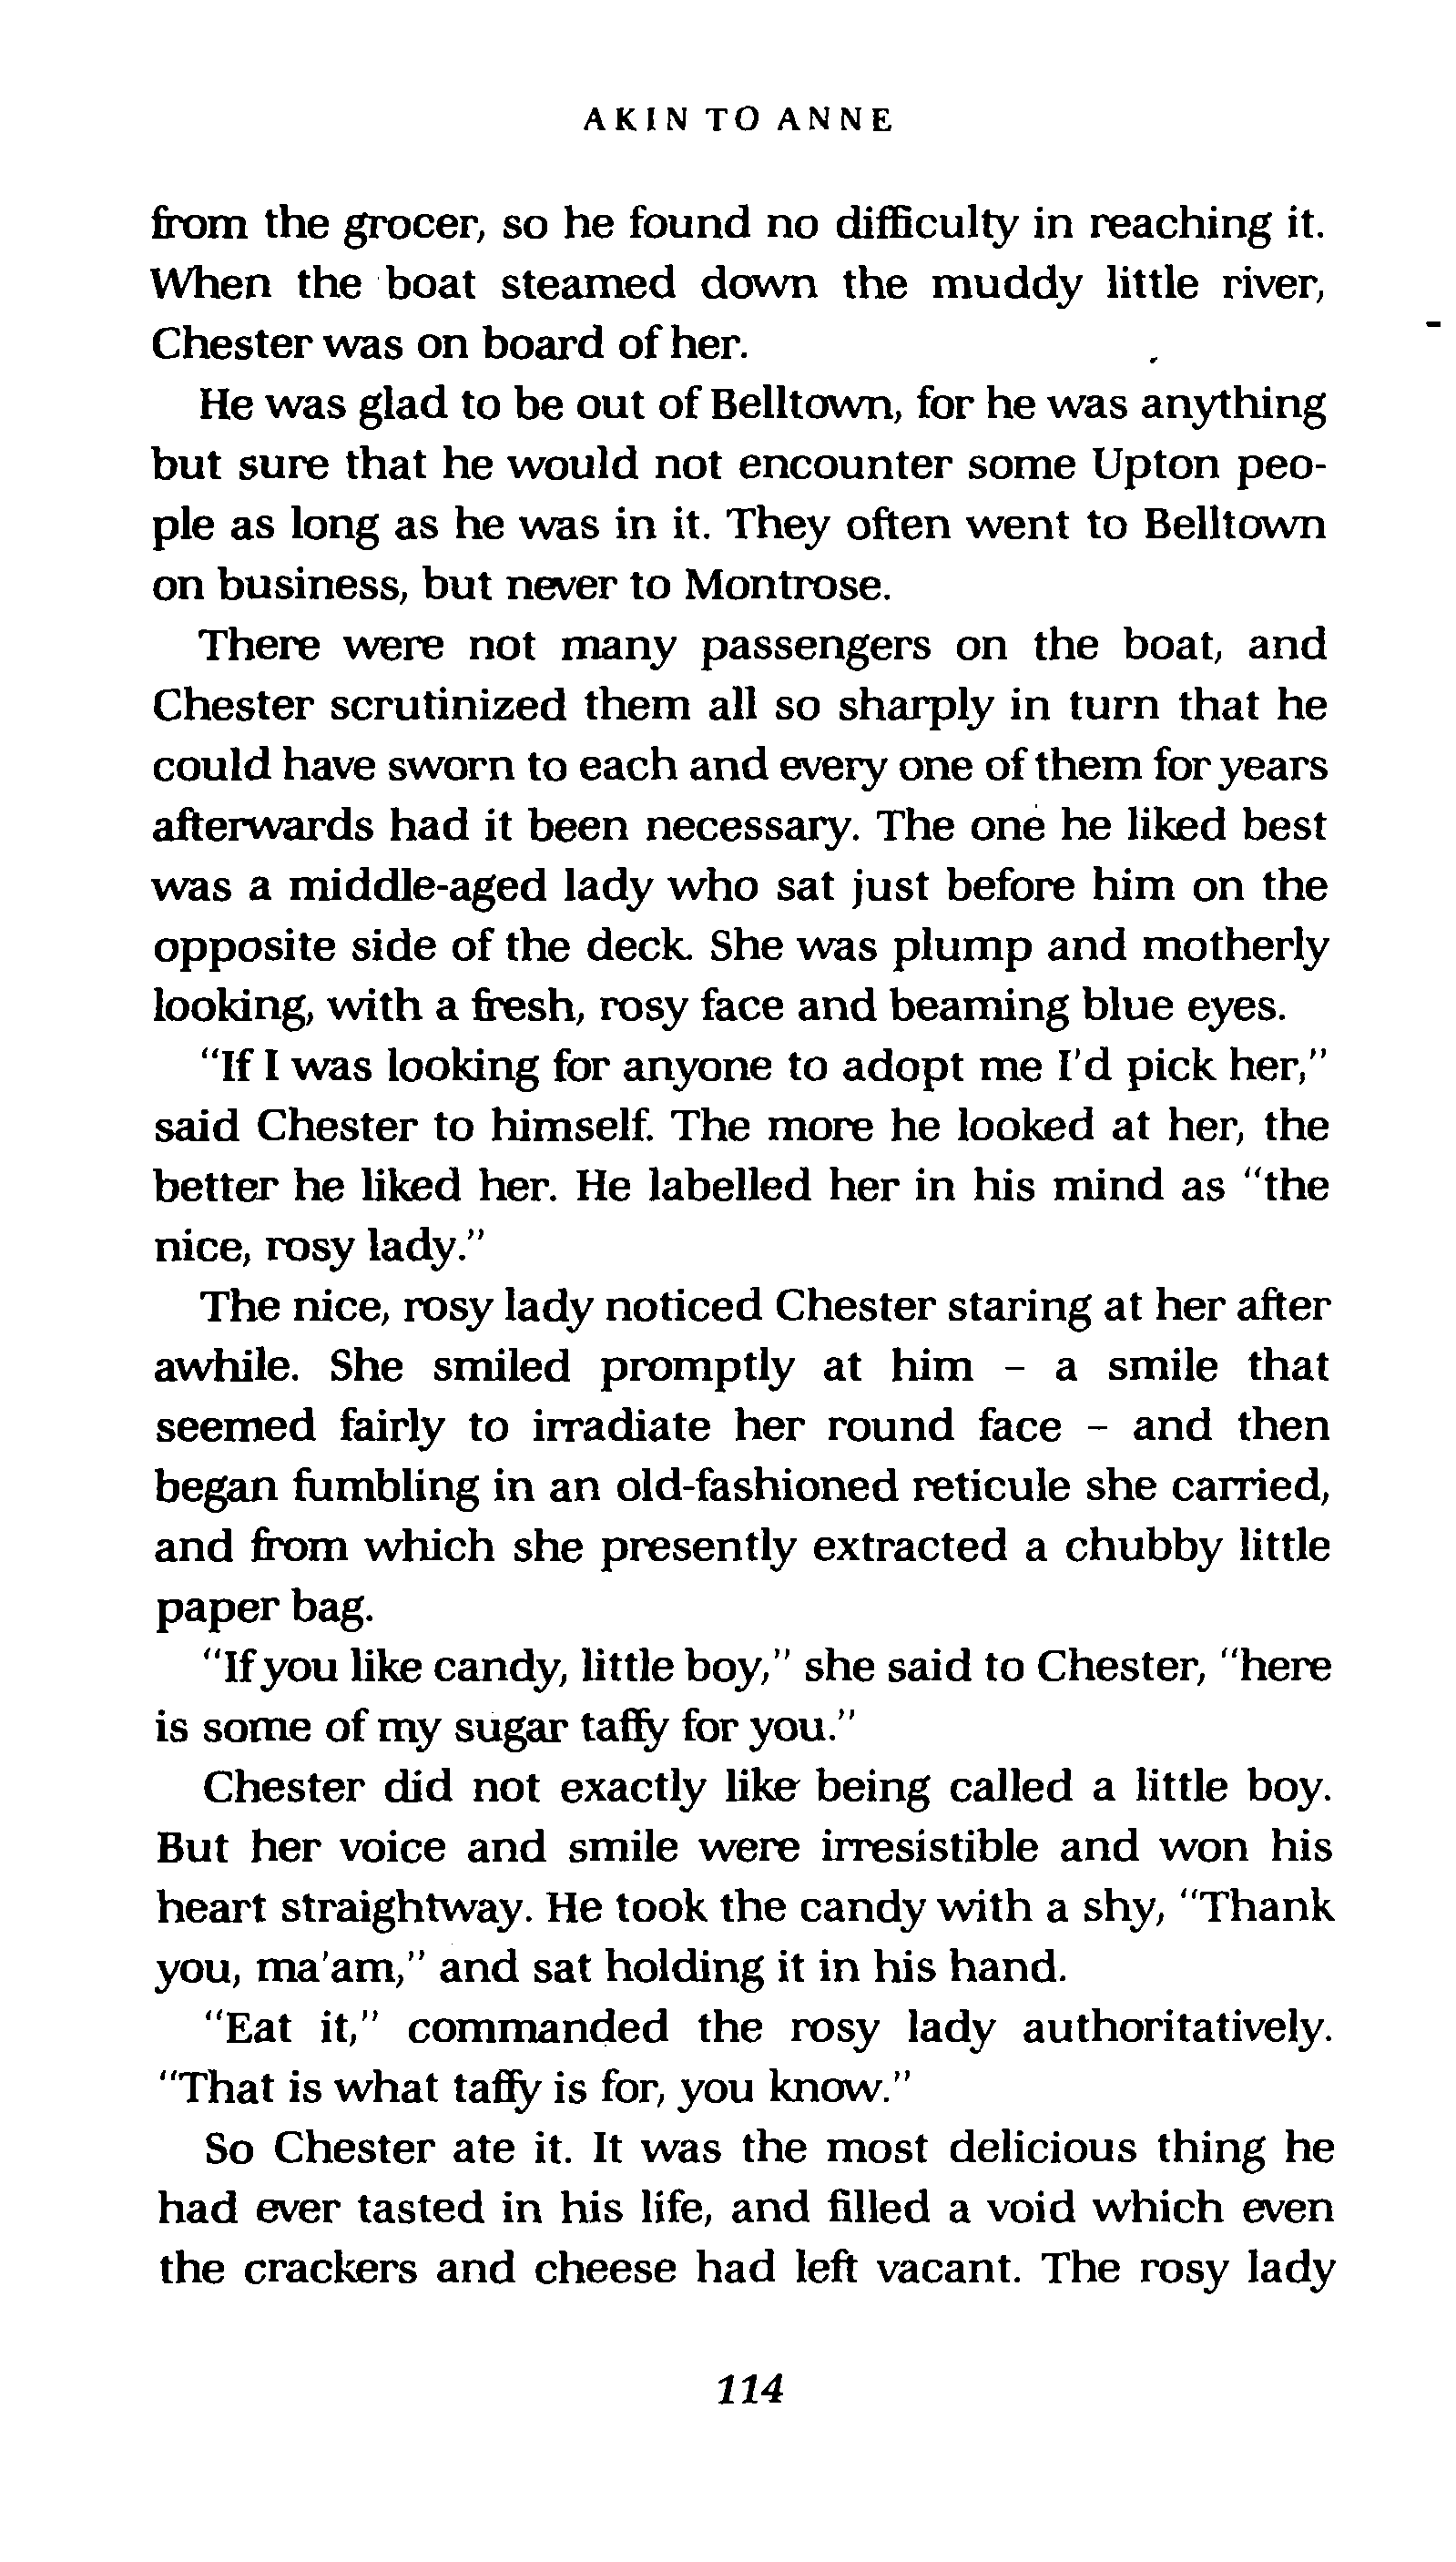 AKIN TO ANNE
from the grocer, so he found no difficulty in reaching it.
When the boat steamed down the muddy little river,
Chester was on board of her.
He was glad to be out of Belltown, for he was anything
but sure that he would not encounter some Upton peo-
ple as long as he was in it. They often went to Belltown
on business, but never to Montrose.
There were not many passengers on the boat, and
Chester scrutinized them all so sharply in turn that he
could have sworn to each and every one of them for years
afterwards had it been necessary. The one he liked best
was a middle-aged lady who sat just before him on the
opposite side of the deck. She was plump and motherly
looking, with a fresh, rosy face and beaming blue eyes.
"If I was looking for anyone to adopt me I'd pick her,"
said Chester to himself. The more he looked at her, the
better he liked her. He labelled her in his mind as "the
nice, rosy lady."
The nice, rosy lady noticed Chester staring at her after
awhile. She smiled promptly at him – a smile that
seemed fairly to irradiate her round face – and then
began fumbling in an old-fashioned reticule she carried,
and from which she presently extracted a chubby little
paper bag.
"If you like candy, little boy," she said to Chester, "here
is some of my sugar taffy for you."
Chester did not exactly like being called a little boy.
But her voice and smile were irresistible and won his
heart straightway. He took the candy with a shy, "Thank
you, ma'am," and sat holding it in his hand.
"Eat it," commanded the rosy lady authoritatively.
"That is what taffy is for, you know."
So Chester ate it. It was the most delicious thing he
had ever tasted in his life, and filled a void which even
the crackers and cheese had left vacant. The rosy lady
114